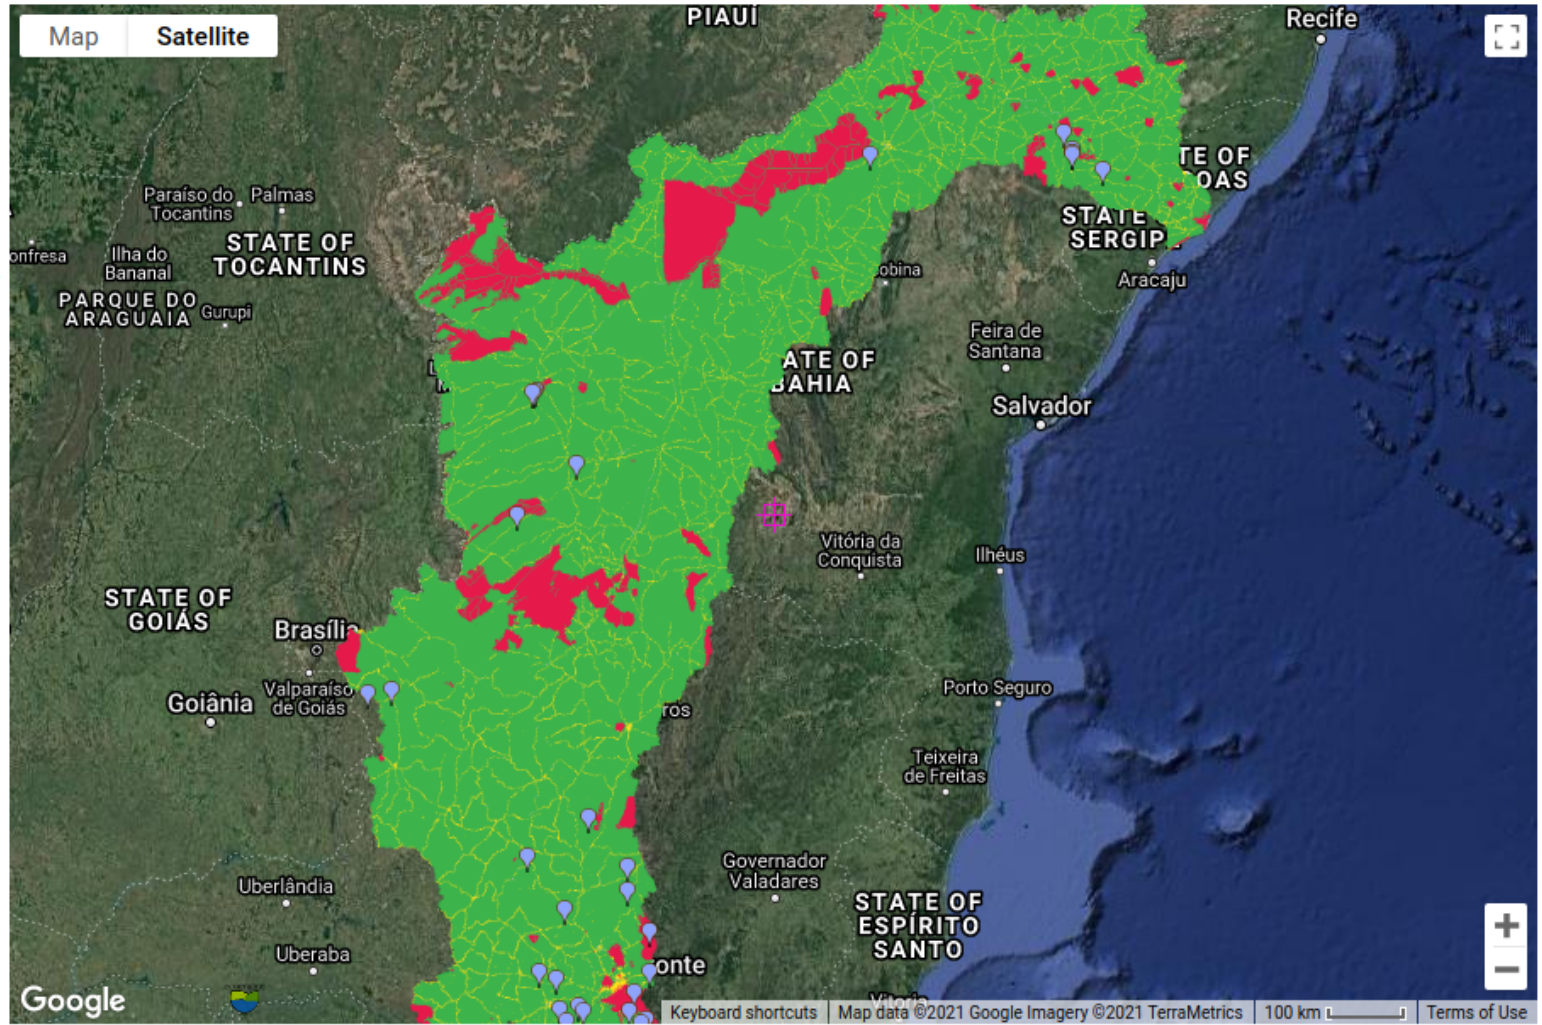 Map
Satellite
PIAUÍ
Recife
TE OF
OAS
Paraíso do
Tocantins
Palmas
STATE OF
TOCANTINS
onfresa
Ilha do
Bananal
PARQUE DO
ARAGUAIA
Gurupi
STATE
SERGIP
Aracaju
obina
Feira de
Santana
ATE OF
BAHIA
Salvador
Vitória da
Conquista
Ilhéus
STATE OF
GOIÁS
Brasília
Goiânia
Valparaíso
de Goiás
ros
Porto Seguro
Teixeira
de Freitas
Uberlândia
Governador
Valadares
STATE OF
ESPÍRITO
SANTO
Uberaba
onte
Vitoria
Google
Keyboard shortcuts
Map data ©2021 Google Imagery ©2021 TerraMetrics
100 km
Terms of Use